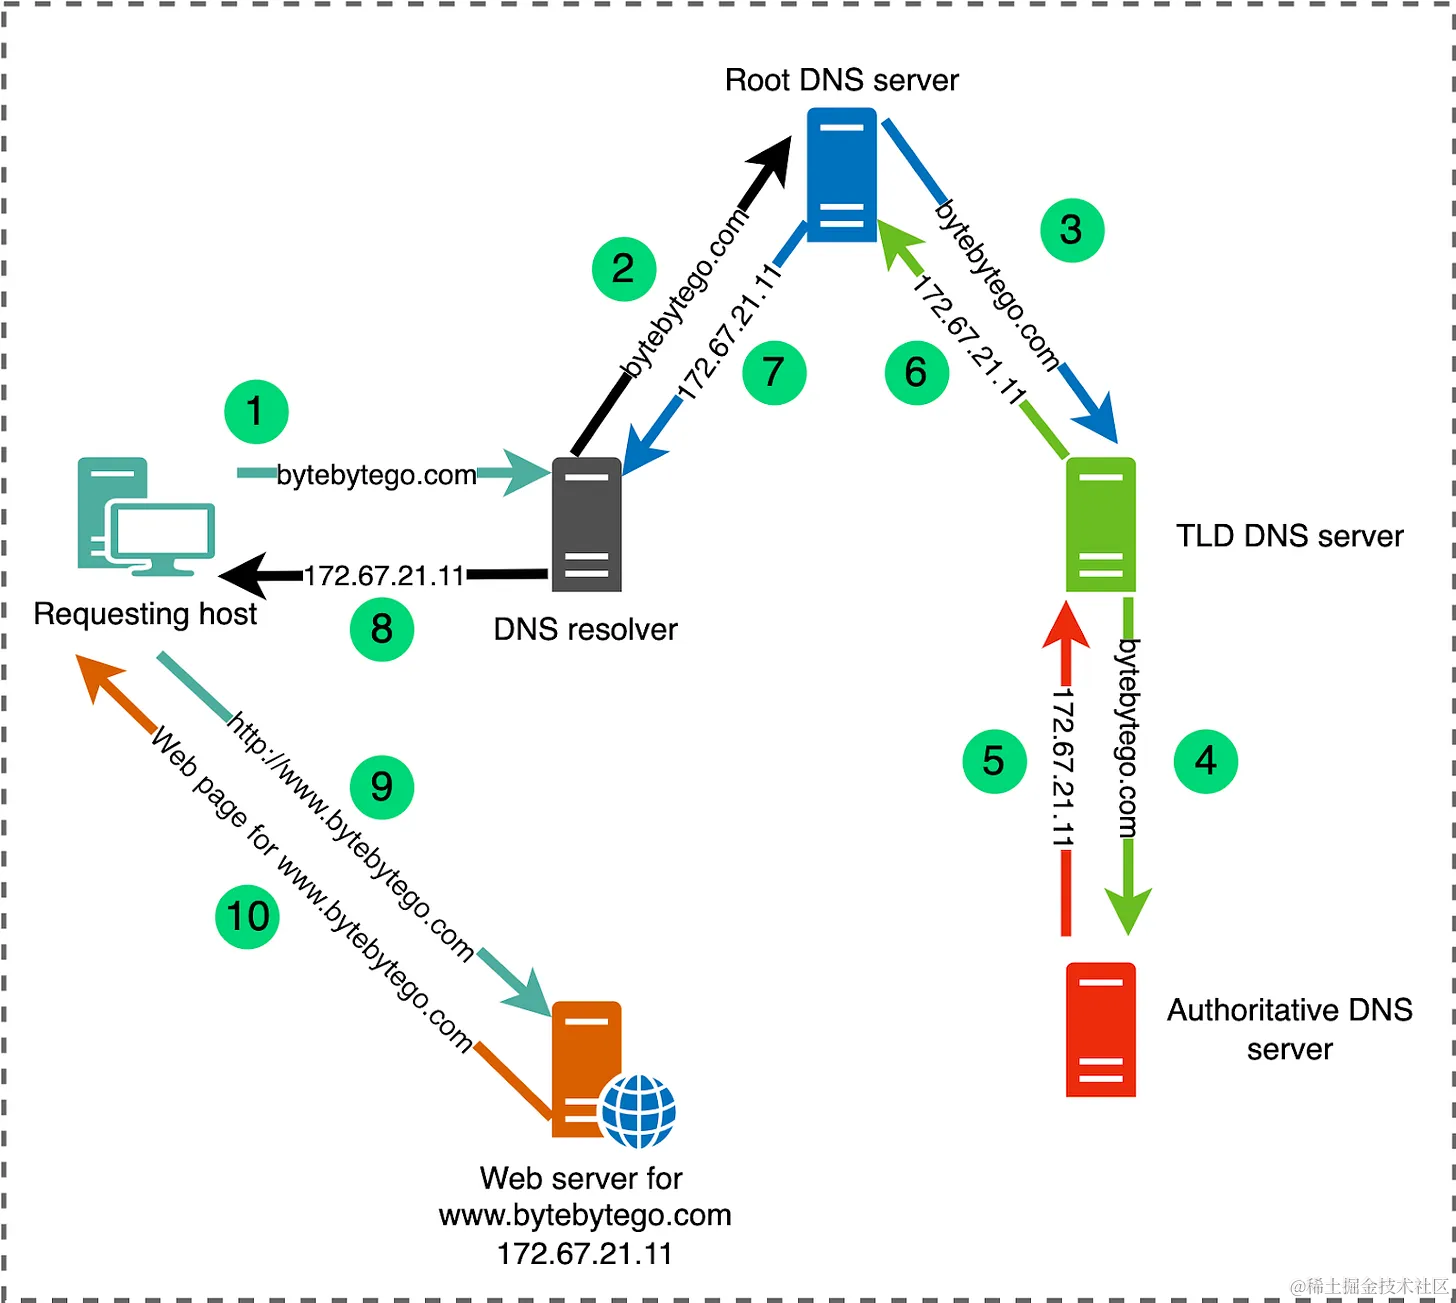 Root DNS server
bytebytego.com
3
2
bytebytego.com
172.67.21.11
172.67.21.11
7
6
1
bytebytego.com
TLD DNS server
172.67.21.11
Requesting host
8
DNS resolver
bytebytego.com
172.67.21.11
5
4
http://www.bytebytego.com
9
Web page for www.bytebytego.com
10
Authoritative DNS
server
Web server for
www.bytebytego.com
172.67.21.11
@稀土掘金技术社区